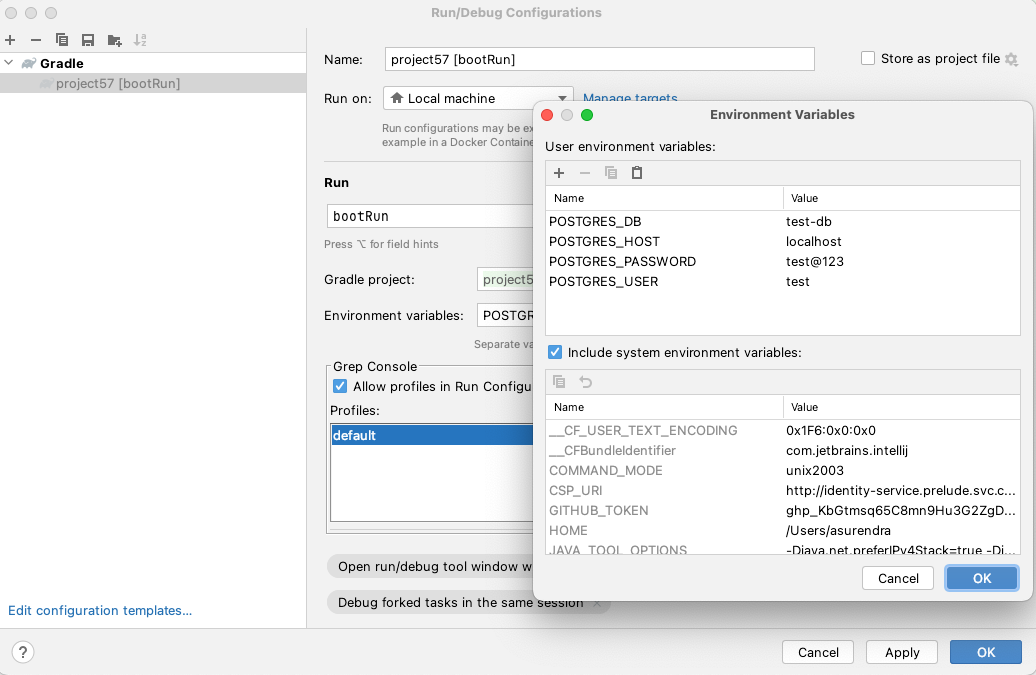 Run/Debug Configurations
Gradle
project57 [bootRun]
Edit configuration templates...
Name:
project57 [bootRun]
Store as project file
Run on:
Local machine
Manage targets
Run configurations may be ex
example in a Docker Containe
Run
bootRun
Press ⌥ for field hints
Gradle project:
project5
Environment variables:
POSTGR
Separate va
Grep Console
Allow profiles in Run Configu
Profiles:
default
Open run/debug tool window w
Debug forked tasks in the same session ×
?
Cancel
Apply
OK
Environment Variables
User environment variables:
Name Value
POSTGRES_DB test-db
POSTGRES_HOST localhost
POSTGRES_PASSWORD test@123
POSTGRES_USER test
Include system environment variables:
Name Value
__CF_USER_TEXT_ENCODING 0x1F6:0x0:0x0
__CFBundleIdentifier com.jetbrains.intellij
COMMAND_MODE unix2003
CSP_URI http://identity-service.prelude.svc.c...
GITHUB_TOKEN ghp_KbGtmsq65C8mn9Hu3G2ZgD...
HOME /Users/asurendra
JAVA_TOOL_OPTIONS -Djava.net.preferIPv4Stack=true -Di...
Cancel
OK